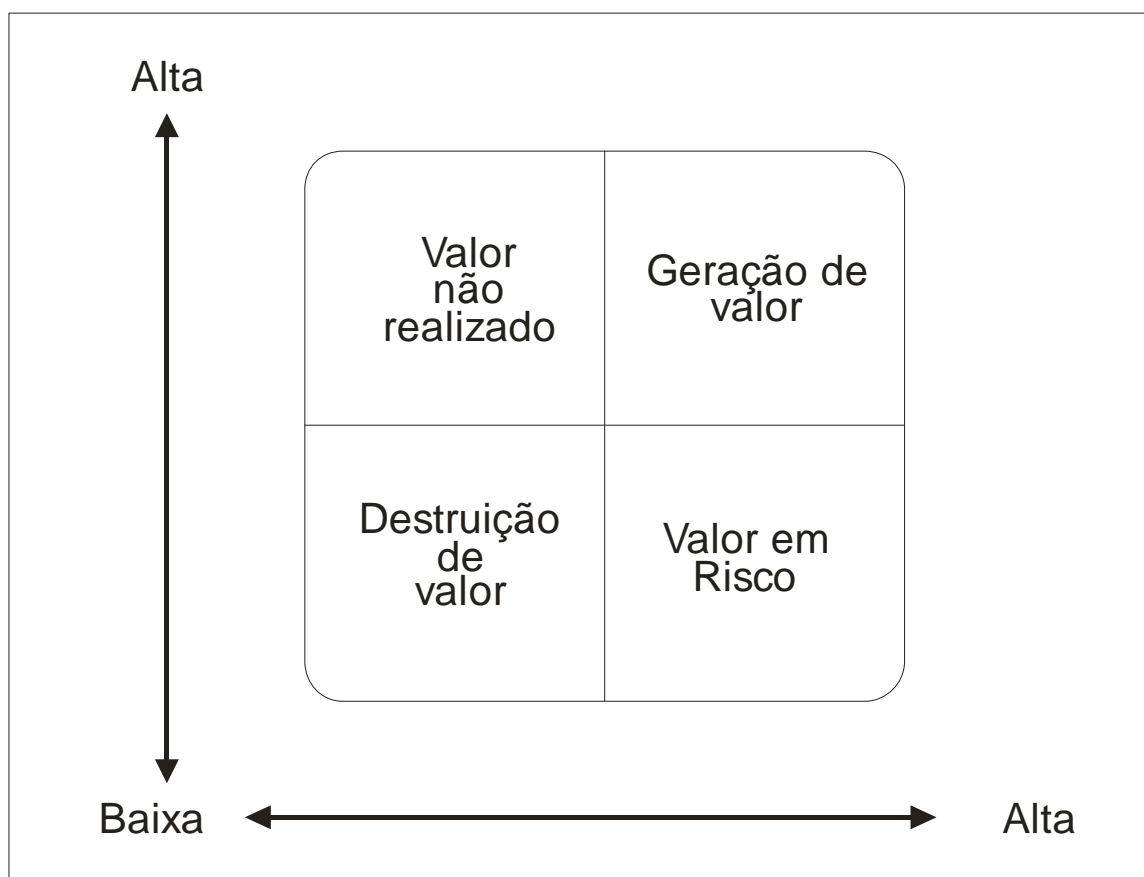 Alta
Valor
não
realizado
Geração de
valor
Destruição
de
valor
Valor em
Risco
Baixa
Alta